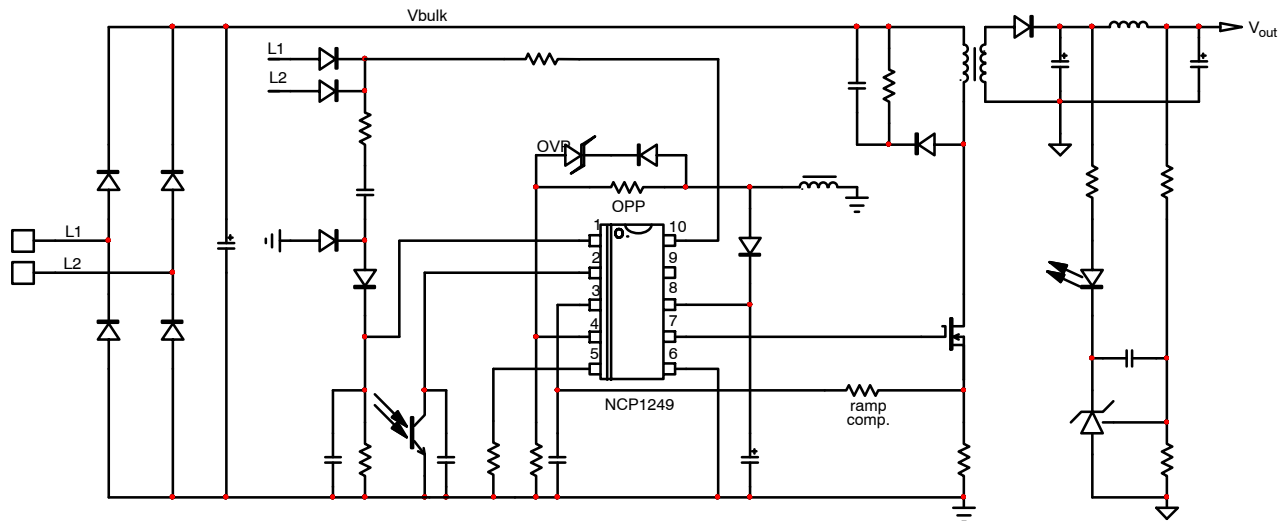 Vbulk
Vout
L1
L2
OVP
OPP
L1
L2
1
2
3
4
5
10
9
8
7
6
NCP1249
ramp
comp.